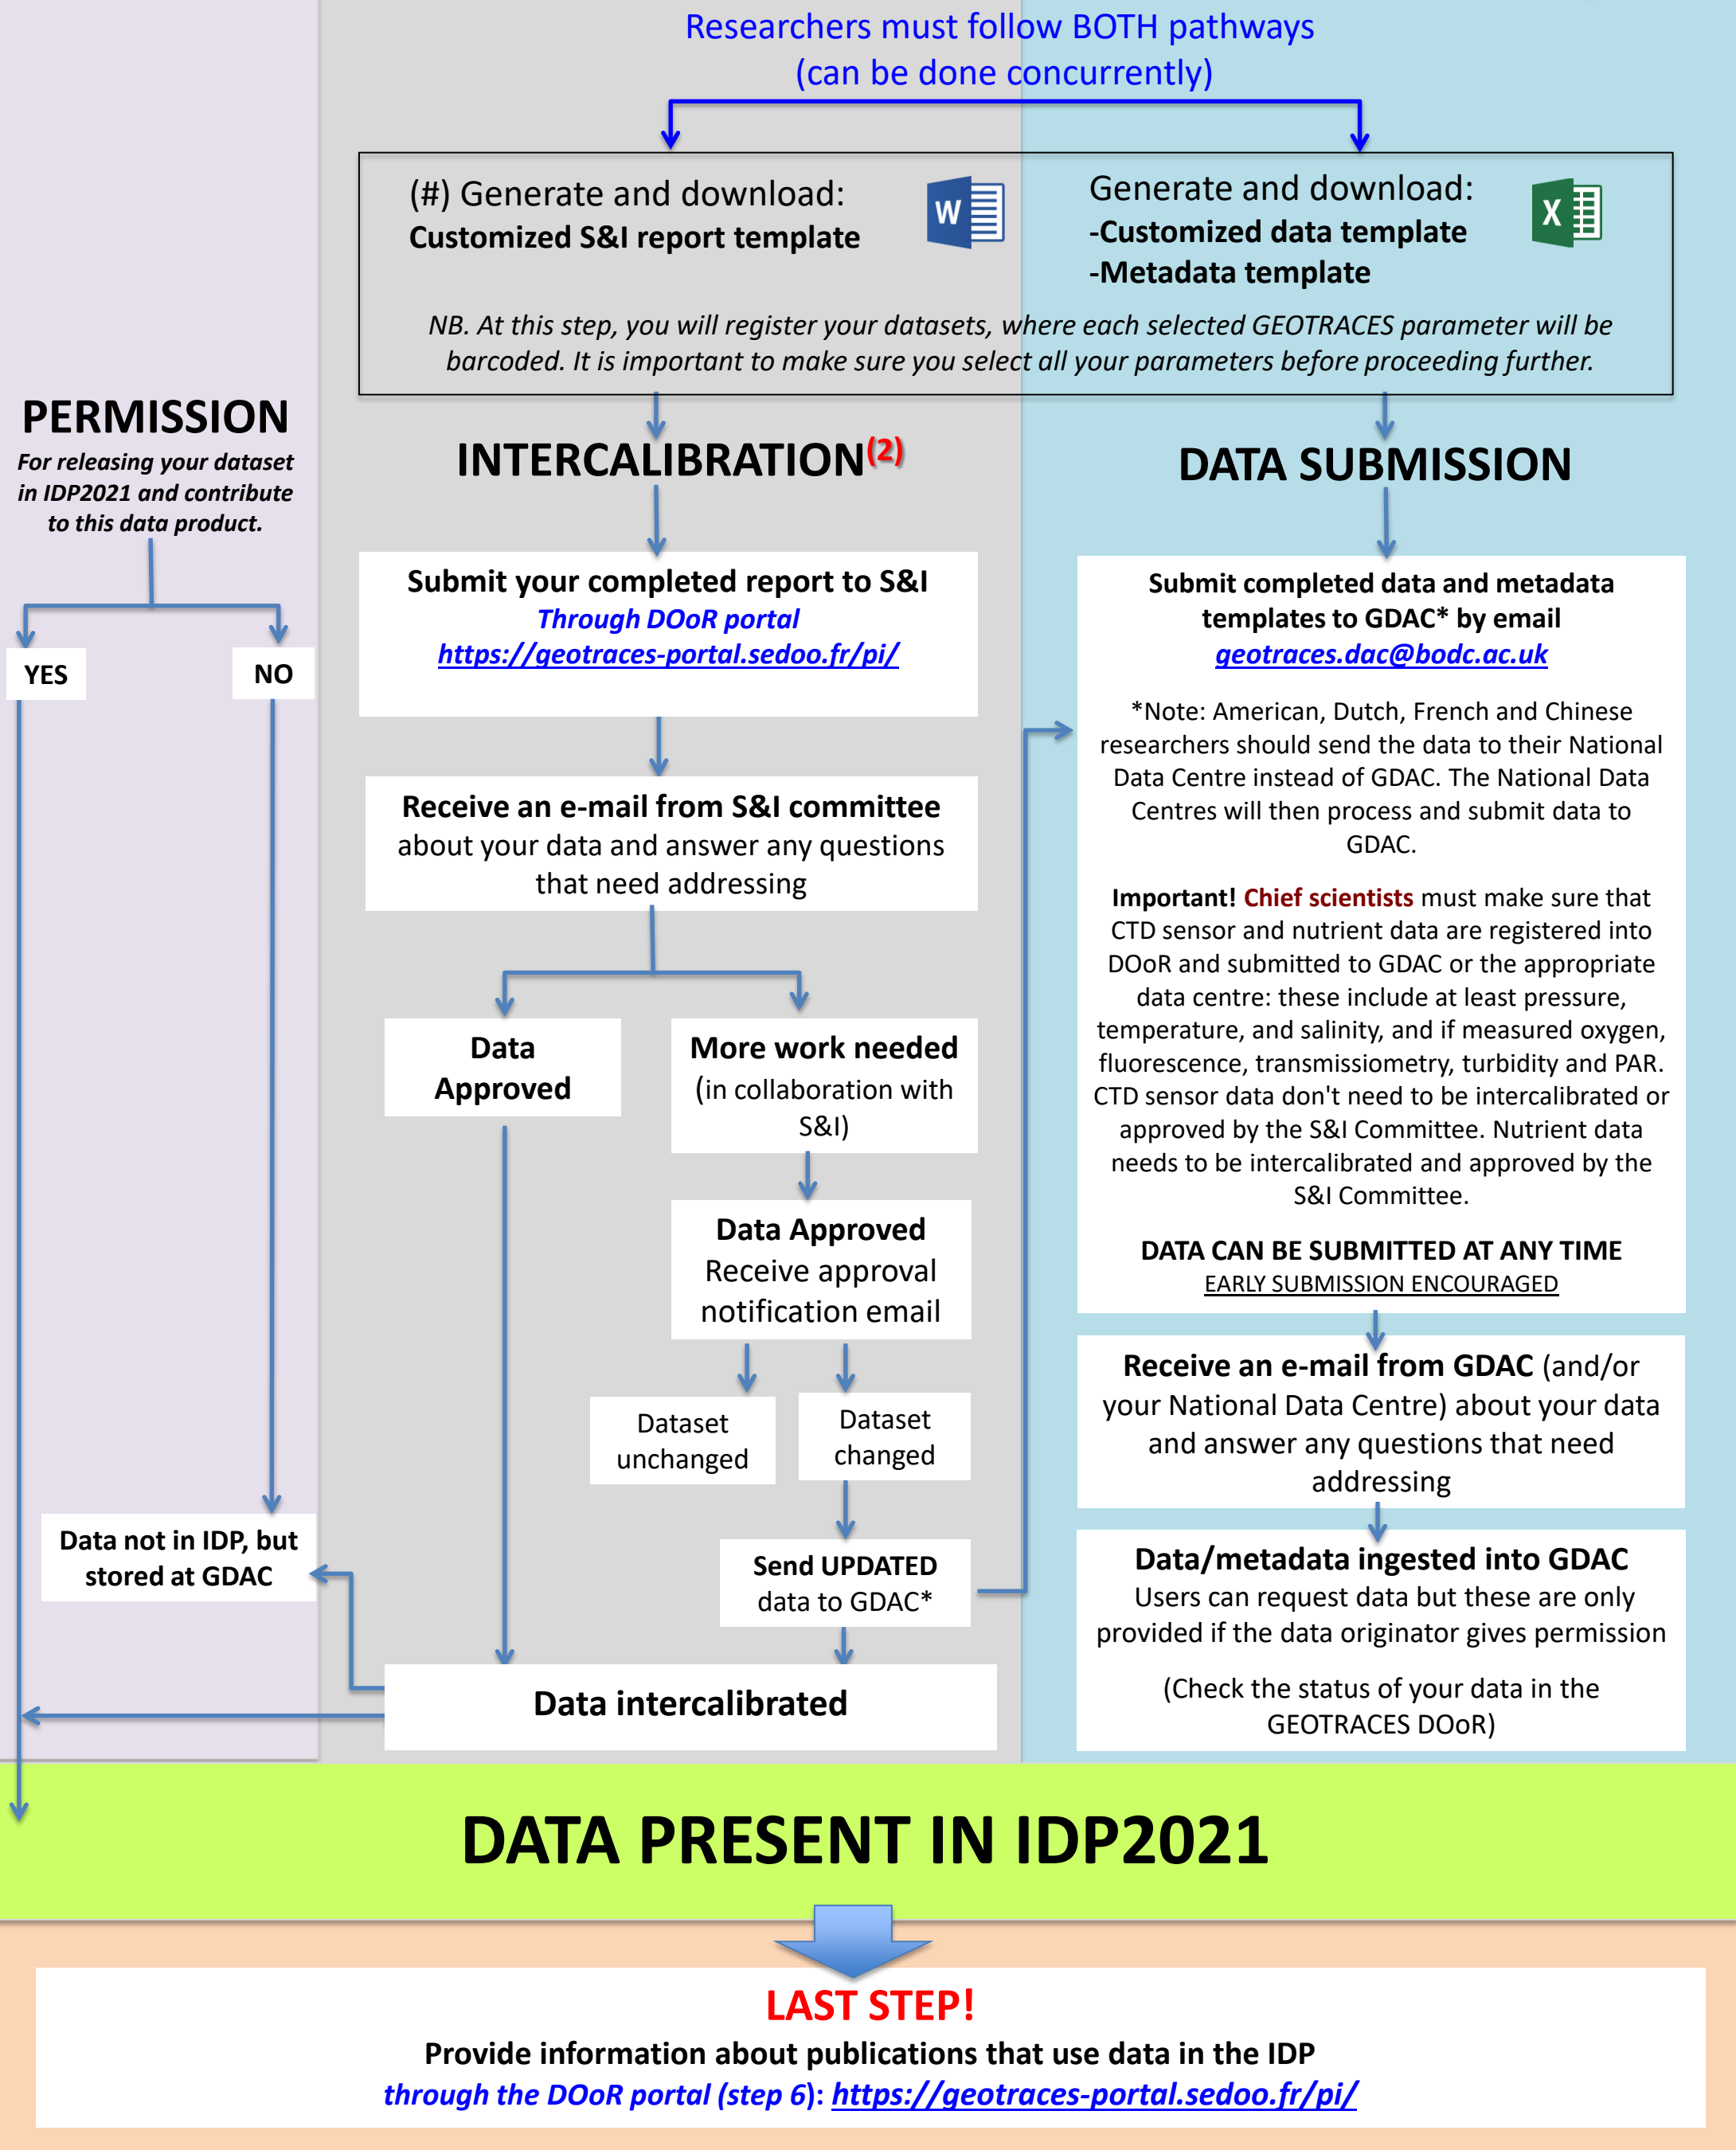 Researchers must follow BOTH pathways
(can be done concurrently)
(#) Generate and download:
Customized S&I report template
W
Generate and download:
-Customized data template
-Metadata template
X
NB. At this step, you will register your datasets, where each selected GEOTRACES parameter will be
barcoded. It is important to make sure you select all your parameters before proceeding further.
PERMISSION
For releasing your dataset
in IDP2021 and contribute
to this data product.
YES
NO
Data not in IDP, but
stored at GDAC
INTERCALIBRATION(2)
Submit your completed report to S&I
Through DOoR portal
https://geotraces-portal.sedoo.fr/pi/
Receive an e-mail from S&I committee
about your data and answer any questions
that need addressing
Data
Approved
More work needed
(in collaboration with
S&I)
Data Approved
Receive approval
notification email
Dataset
unchanged
Dataset
changed
Send UPDATED
data to GDAC*
Data intercalibrated
DATA SUBMISSION
Submit completed data and metadata
templates to GDAC* by email
geotraces.dac@bodc.ac.uk
*Note: American, Dutch, French and Chinese
researchers should send the data to their National
Data Centre instead of GDAC. The National Data
Centres will then process and submit data to
GDAC.
Important! Chief scientists must make sure that
CTD sensor and nutrient data are registered into
DOoR and submitted to GDAC or the appropriate
data centre: these include at least pressure,
temperature, and salinity, and if measured oxygen,
fluorescence, transmissiometry, turbidity and PAR.
CTD sensor data don't need to be intercalibrated or
approved by the S&I Committee. Nutrient data
needs to be intercalibrated and approved by the
S&I Committee.
DATA CAN BE SUBMITTED AT ANY TIME
EARLY SUBMISSION ENCOURAGED
Receive an e-mail from GDAC (and/or
your National Data Centre) about your data
and answer any questions that need
addressing
Data/metadata ingested into GDAC
Users can request data but these are only
provided if the data originator gives permission
(Check the status of your data in the
GEOTRACES DOoR)
DATA PRESENT IN IDP2021
LAST STEP!
Provide information about publications that use data in the IDP
through the DOoR portal (step 6): https://geotraces-portal.sedoo.fr/pi/